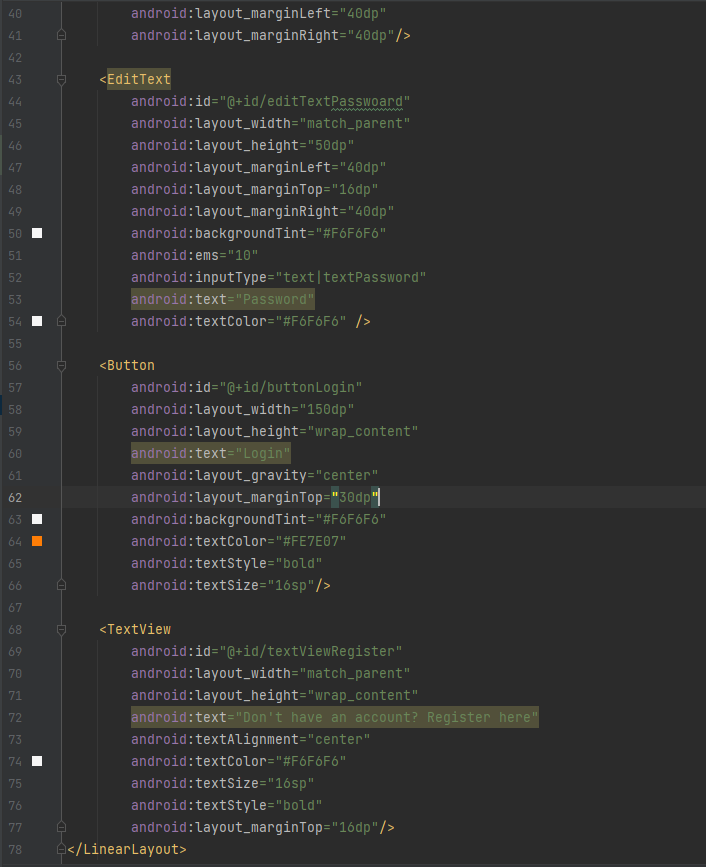 40 android:layout_marginLeft="40dp"
41 android:layout_marginRight="40dp"/>
42
43 <EditText
44 android:id="@+id/editTextPasswoard"
45 android:layout_width="match_parent"
46 android:layout_height="50dp"
47 android:layout_marginLeft="40dp"
48 android:layout_marginTop="16dp"
49 android:layout_marginRight="40dp"
50 android:backgroundTint="#F6F6F6"
51 android:ems="10"
52 android:inputType="text|textPassword"
53 android:text="Password"
54 android:textColor="#F6F6F6" />
55
56 <Button
57 android:id="@+id/buttonLogin"
58 android:layout_width="150dp"
59 android:layout_height="wrap_content"
60 android:text="Login"
61 android:layout_gravity="center"
62 android:layout_marginTop="30dp"
63 android:backgroundTint="#F6F6F6"
64 android:textColor="#FE7E07"
65 android:textStyle="bold"
66 android:textSize="16sp"/>
67
68 <TextView
69 android:id="@+id/textViewRegister"
70 android:layout_width="match_parent"
71 android:layout_height="wrap_content"
72 android:text="Don't have an account? Register here"
73 android:textAlignment="center"
74 android:textColor="#F6F6F6"
75 android:textSize="16sp"
76 android:textStyle="bold"
77 android:layout_marginTop="16dp"/>
78 </LinearLayout>